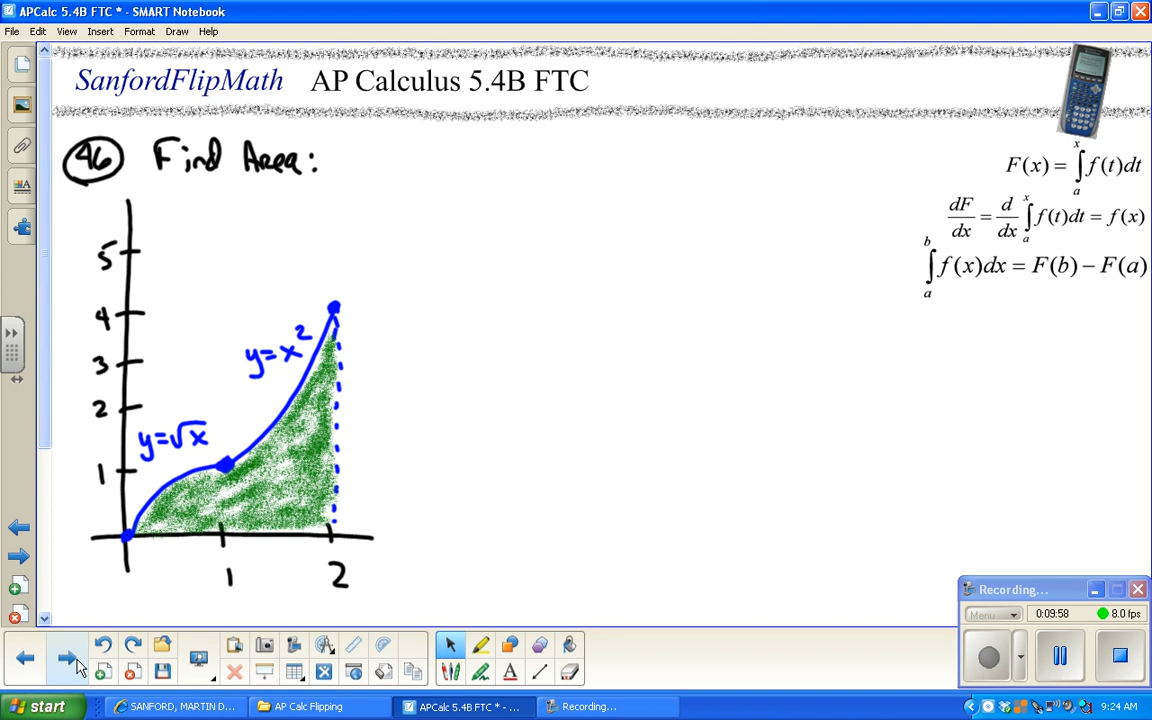 APCalc 5.4B FTC * - SMART Notebook
File Edit View Insert Format Draw Help
SanfordFlipMath AP Calculus 5.4B FTC
46 Find Area:
F(x) = ∫ₐˣ f(t)dt
dF/dx = d/dx ∫ₐˣ f(t)dt = f(x)
∫ₐᵇ f(x)dx = F(b) − F(a)
5
4
3
2
1
y=x²
y=√x
1 2
Recording...
Menu 0:09:58 8.0 fps
start SANFORD, MARTIN D... AP Calc Flipping APCalc 5.4B FTC * - ... Recording... 9:24 AM